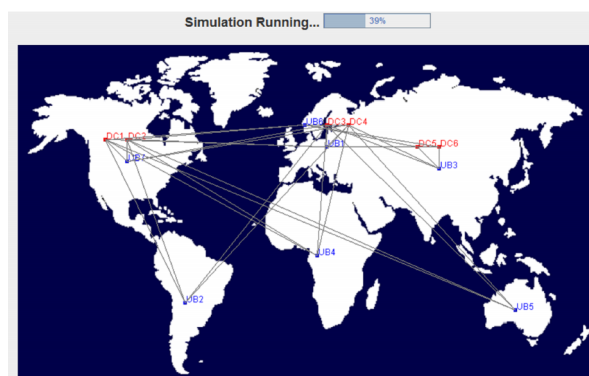 Simulation Running... 39%
UB6 DC3 DC4
DC1 DC2
UB1 DC5 DC6
UB7
UB3
UB4
UB2
UB5